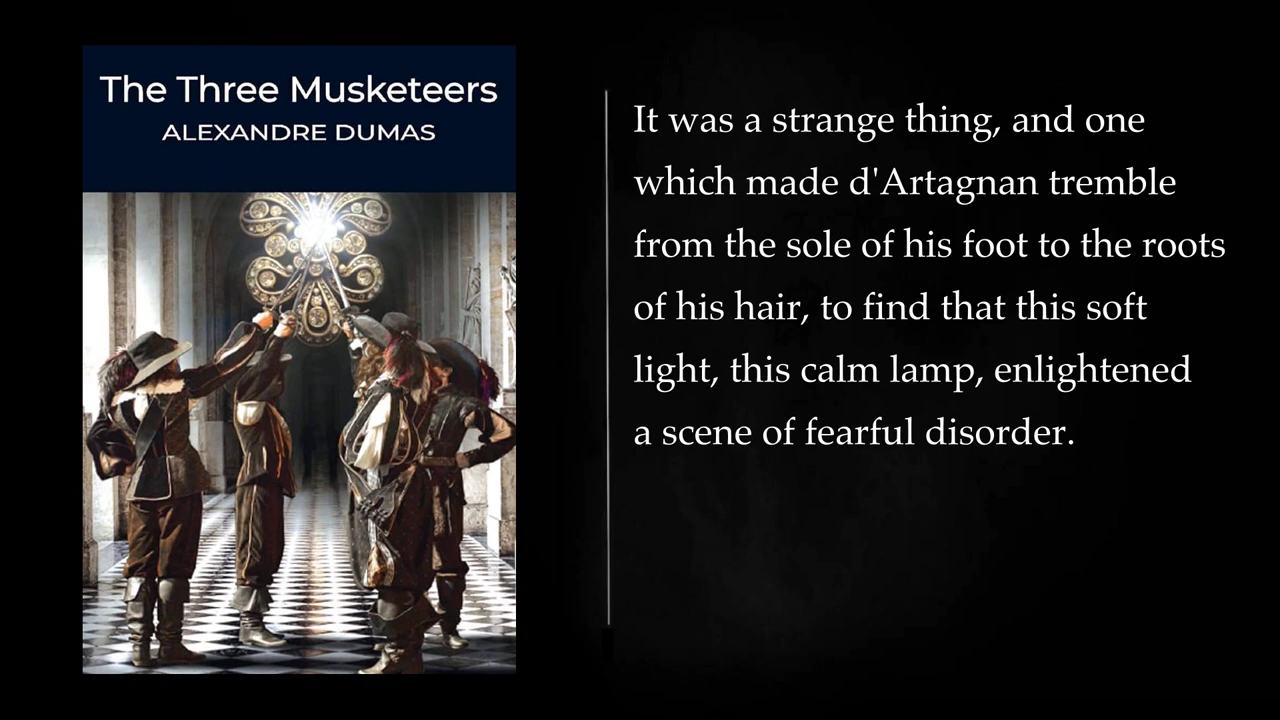 The Three Musketeers
ALEXANDRE DUMAS
It was a strange thing, and one
which made d'Artagnan tremble
from the sole of his foot to the roots
of his hair, to find that this soft
light, this calm lamp, enlightened
a scene of fearful disorder.